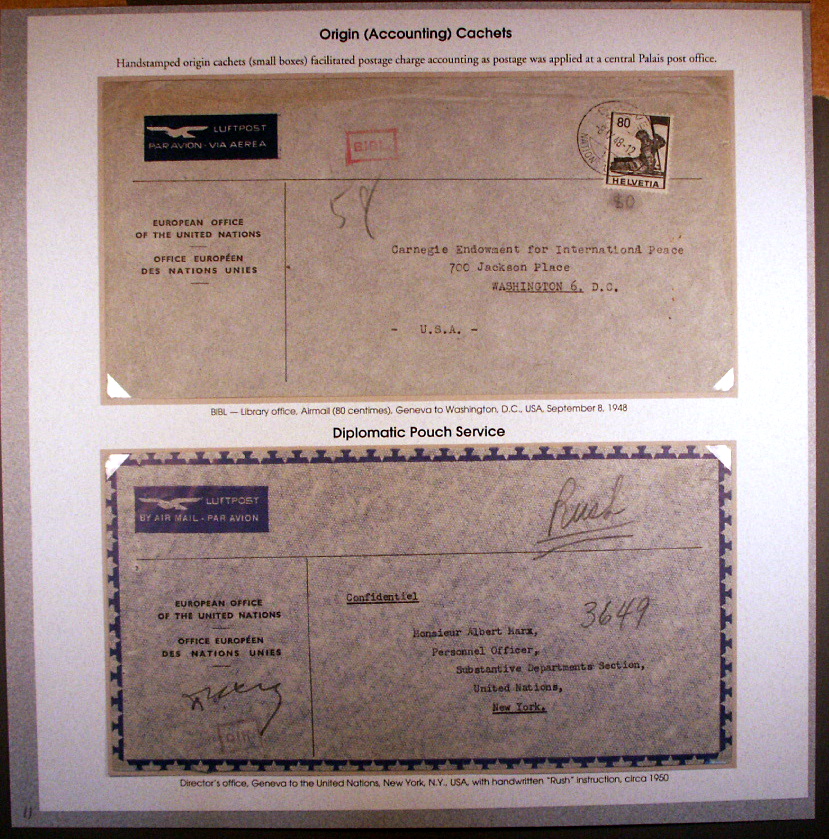 Origin (Accounting) Cachets
Handstamped origin cachets (small boxes) facilitated postage charge accounting as postage was applied at a central Palais post office.
LUFTPOST
PAR AVION - VIA AEREA
BIBL
80
HELVETIA
80
58
EUROPEAN OFFICE
OF THE UNITED NATIONS
OFFICE EUROPÉEN
DES NATIONS UNIES
Carnegie Endowment for International Peace
700 Jackson Place
WASHINGTON 6, D.C.
- U.S.A. -
BIBL — Library office, Airmail (80 centimes), Geneva to Washington, D.C., USA, September 8, 1948
Diplomatic Pouch Service
LUFTPOST
BY AIR MAIL - PAR AVION
Rush
EUROPEAN OFFICE
OF THE UNITED NATIONS
OFFICE EUROPÉEN
DES NATIONS UNIES
Confidentiel
3649
Monsieur Albert Marx,
Personnel Officer,
Substantive Departments Section,
United Nations,
New York.
DIR
Director's office, Geneva to the United Nations, New York, N.Y., USA, with handwritten "Rush" instruction, circa 1950
11